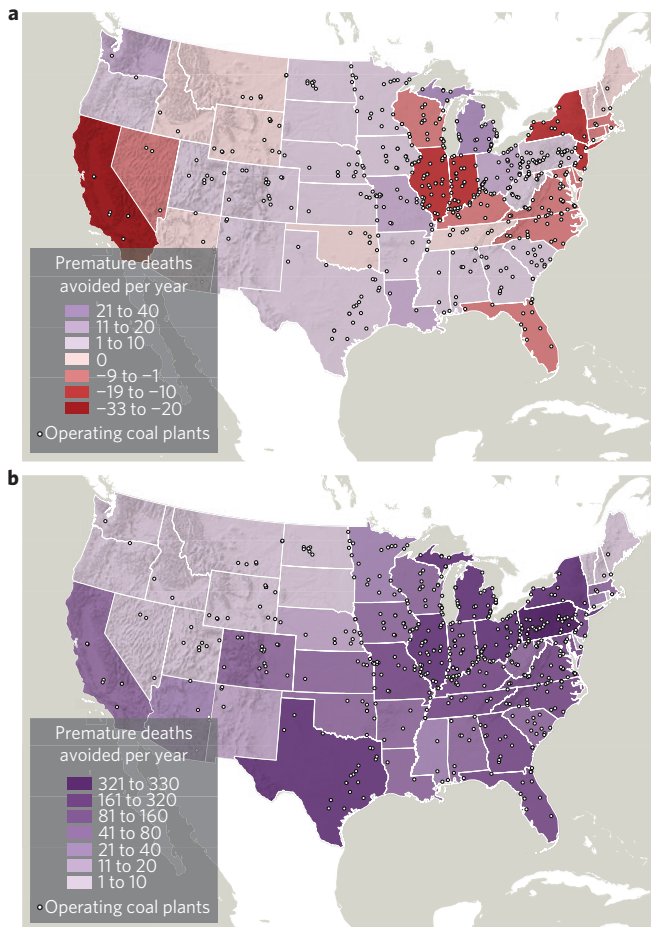 a
Premature deaths
avoided per year
21 to 40
11 to 20
1 to 10
0
−9 to −1
−19 to −10
−33 to −20
Operating coal plants
b
Premature deaths
avoided per year
321 to 330
161 to 320
81 to 160
41 to 80
21 to 40
11 to 20
1 to 10
Operating coal plants